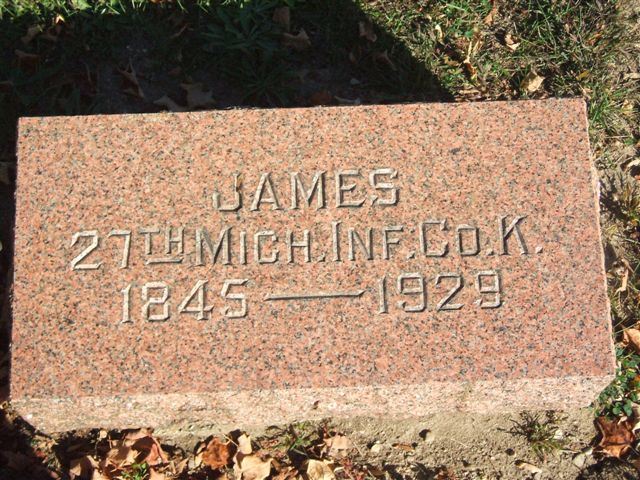 JAMES
27TH MICH. INF. CO. K.
1845 — 1929